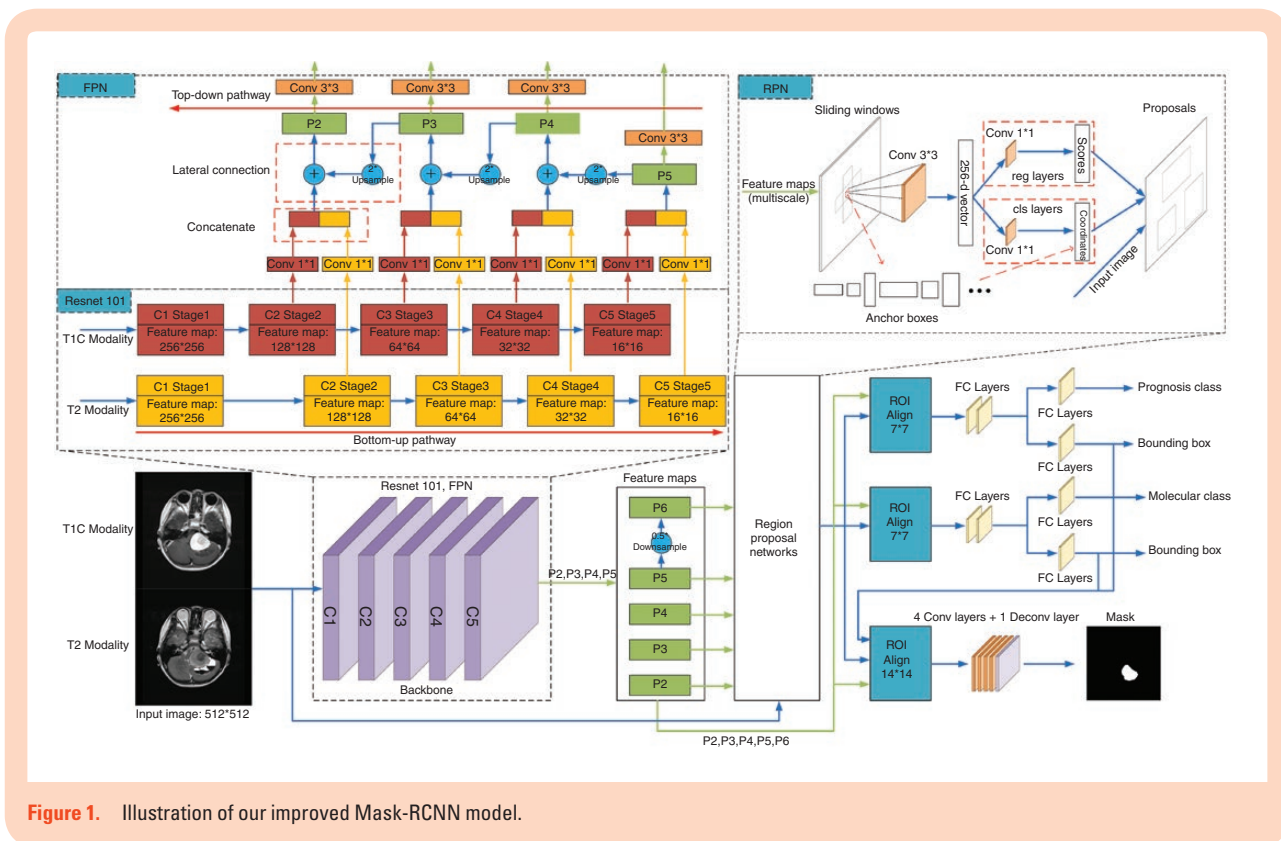 FPN
Conv 3*3
Conv 3*3
Conv 3*3
Top-down pathway
P2
P3
P4
Conv 3*3
Lateral connection
2*
Upsample
2*
Upsample
2*
Upsample
P5
Concatenate
Conv 1*1
Conv 1*1
Conv 1*1
Conv 1*1
Conv 1*1
Conv 1*1
Conv 1*1
Conv 1*1
Resnet 101
T1C Modality
C1 Stage1
Feature map:
256*256
C2 Stage2
Feature map:
128*128
C3 Stage3
Feature map:
64*64
C4 Stage4
Feature map:
32*32
C5 Stage5
Feature map:
16*16
T2 Modality
C1 Stage1
Feature map:
256*256
C2 Stage2
Feature map:
128*128
C3 Stage3
Feature map:
64*64
C4 Stage4
Feature map:
32*32
C5 Stage5
Feature map:
16*16
Bottom-up pathway
RPN
Sliding windows
Proposals
Feature maps
(multiscale)
Conv 3*3
256-d vector
Conv 1*1
reg layers
Scores
cls layers
Conv 1*1
Coordinates
Input image
Anchor boxes
T1C Modality
T2 Modality
Input image: 512*512
Resnet 101, FPN
C1
C2
C3
C4
C5
Backbone
P2,P3,P4,P5
Feature maps
P6
0.5*
Downsample
P5
P4
P3
P2
P2,P3,P4,P5,P6
Region
proposal
networks
ROI
Align
7*7
FC Layers
FC Layers
Prognosis class
Bounding box
FC Layers
ROI
Align
7*7
FC Layers
FC Layers
Molecular class
Bounding box
FC Layers
ROI
Align
14*14
4 Conv layers + 1 Deconv layer
Mask
Figure 1. Illustration of our improved Mask-RCNN model.